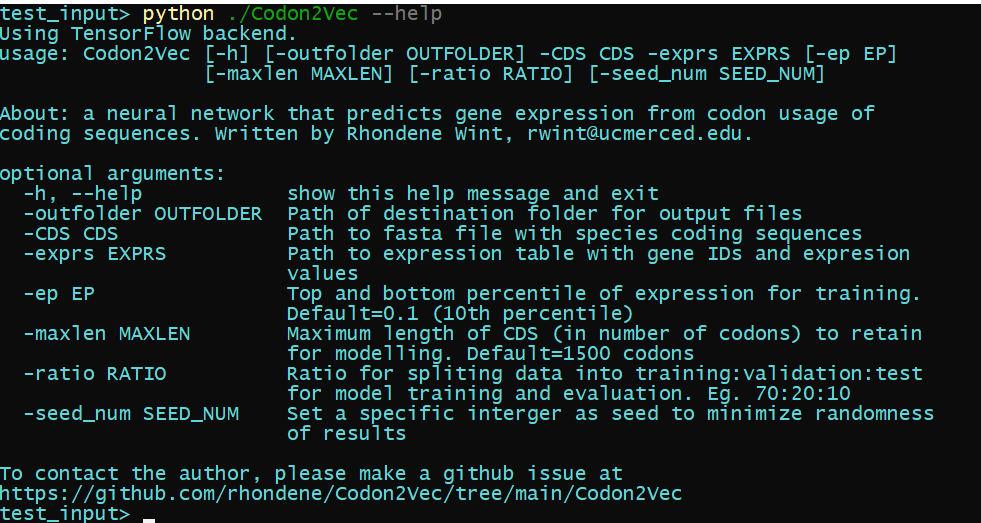 test_input> python ./Codon2Vec --help
Using TensorFlow backend.
usage: Codon2Vec [-h] [-outfolder OUTFOLDER] -CDS CDS -exprs EXPRS [-ep EP]
[-maxlen MAXLEN] [-ratio RATIO] [-seed_num SEED_NUM]
About: a neural network that predicts gene expression from codon usage of
coding sequences. Written by Rhondene Wint, rwint@ucmerced.edu.
optional arguments:
-h, --help show this help message and exit
-outfolder OUTFOLDER Path of destination folder for output files
-CDS CDS Path to fasta file with species coding sequences
-exprs EXPRS Path to expression table with gene IDs and expresion
values
-ep EP Top and bottom percentile of expression for training.
Default=0.1 (10th percentile)
-maxlen MAXLEN Maximum length of CDS (in number of codons) to retain
for modelling. Default=1500 codons
-ratio RATIO Ratio for spliting data into training:validation:test
for model training and evaluation. Eg. 70:20:10
-seed_num SEED_NUM Set a specific interger as seed to minimize randomness
of results
To contact the author, please make a github issue at
https://github.com/rhondene/Codon2Vec/tree/main/Codon2Vec
test_input>